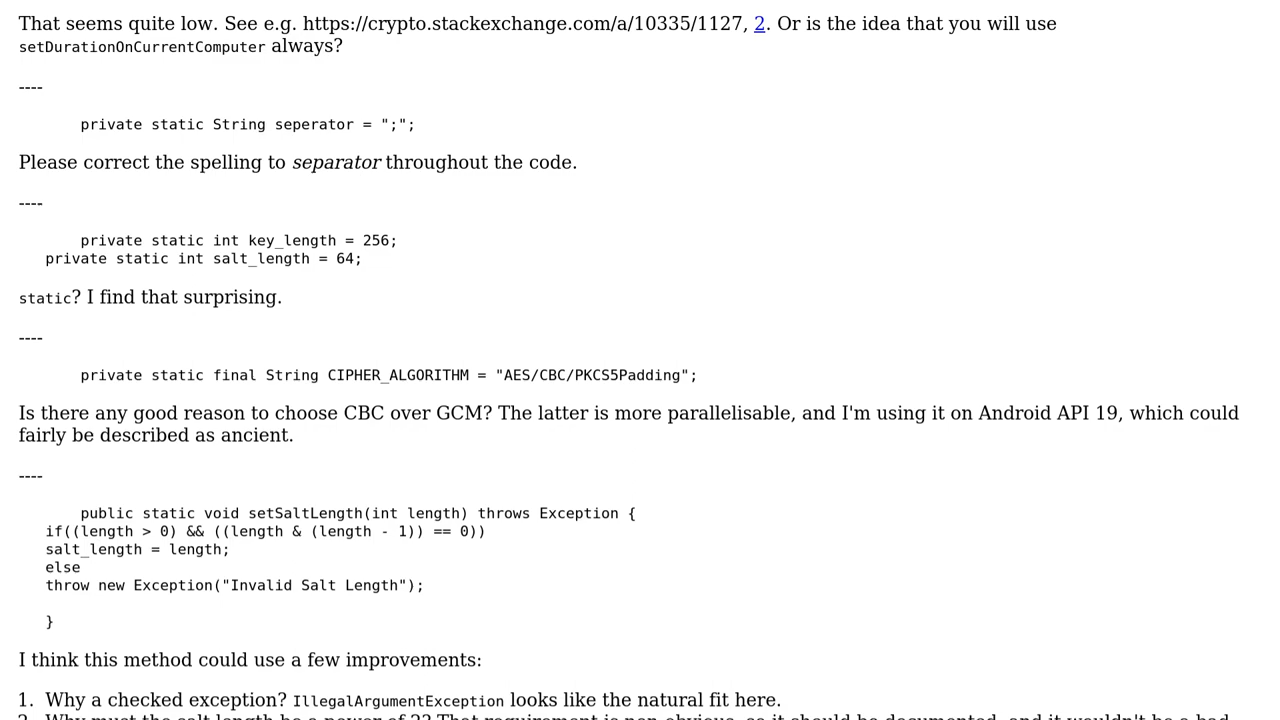 That seems quite low. See e.g. https://crypto.stackexchange.com/a/10335/1127, 2. Or is the idea that you will use
setDurationOnCurrentComputer always?
----
private static String seperator = ";";
Please correct the spelling to separator throughout the code.
----
private static int key_length = 256;
private static int salt_length = 64;
static? I find that surprising.
----
private static final String CIPHER_ALGORITHM = "AES/CBC/PKCS5Padding";
Is there any good reason to choose CBC over GCM? The latter is more parallelisable, and I'm using it on Android API 19, which could
fairly be described as ancient.
----
public static void setSaltLength(int length) throws Exception {
if((length > 0) && ((length & (length - 1)) == 0))
salt_length = length;
else
throw new Exception("Invalid Salt Length");
}
I think this method could use a few improvements:
1. Why a checked exception? IllegalArgumentException looks like the natural fit here.